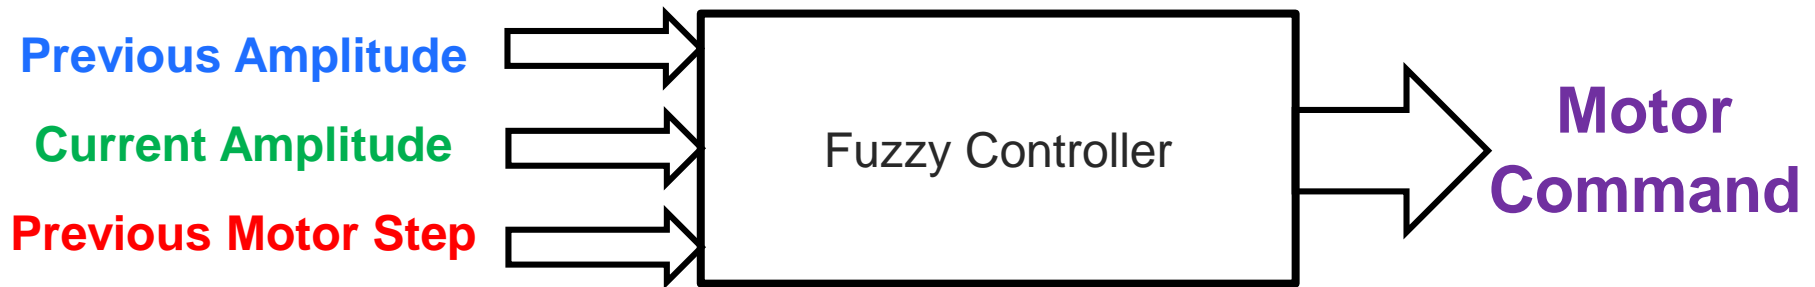 Previous Amplitude
Current Amplitude
Previous Motor Step
Fuzzy Controller
Motor
Command